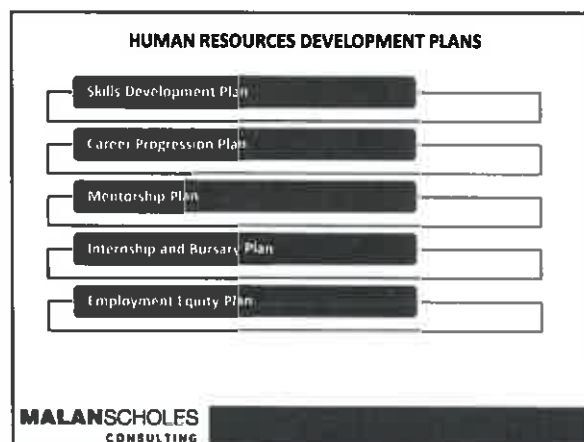 HUMAN RESOURCES DEVELOPMENT PLANS
Skills Development Plan
Career Progression Plan
Mentorship Plan
Internship and Bursary Plan
Employment Equity Plan
MALANSCHOLES
CONSULTING